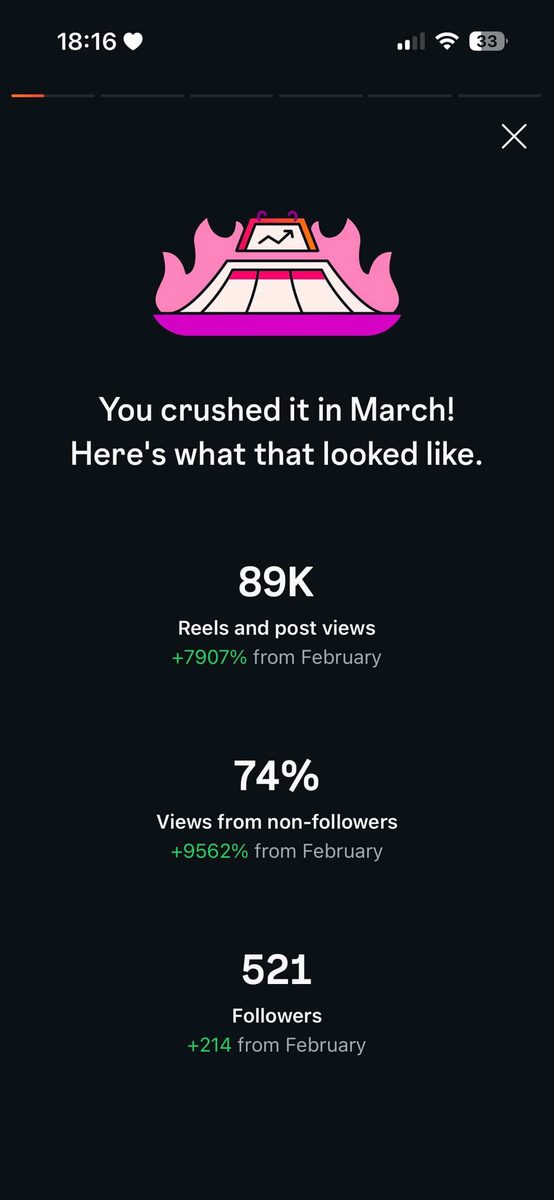 18:16
33
You crushed it in March!
Here's what that looked like.
89K
Reels and post views
+7907% from February
74%
Views from non-followers
+9562% from February
521
Followers
+214 from February